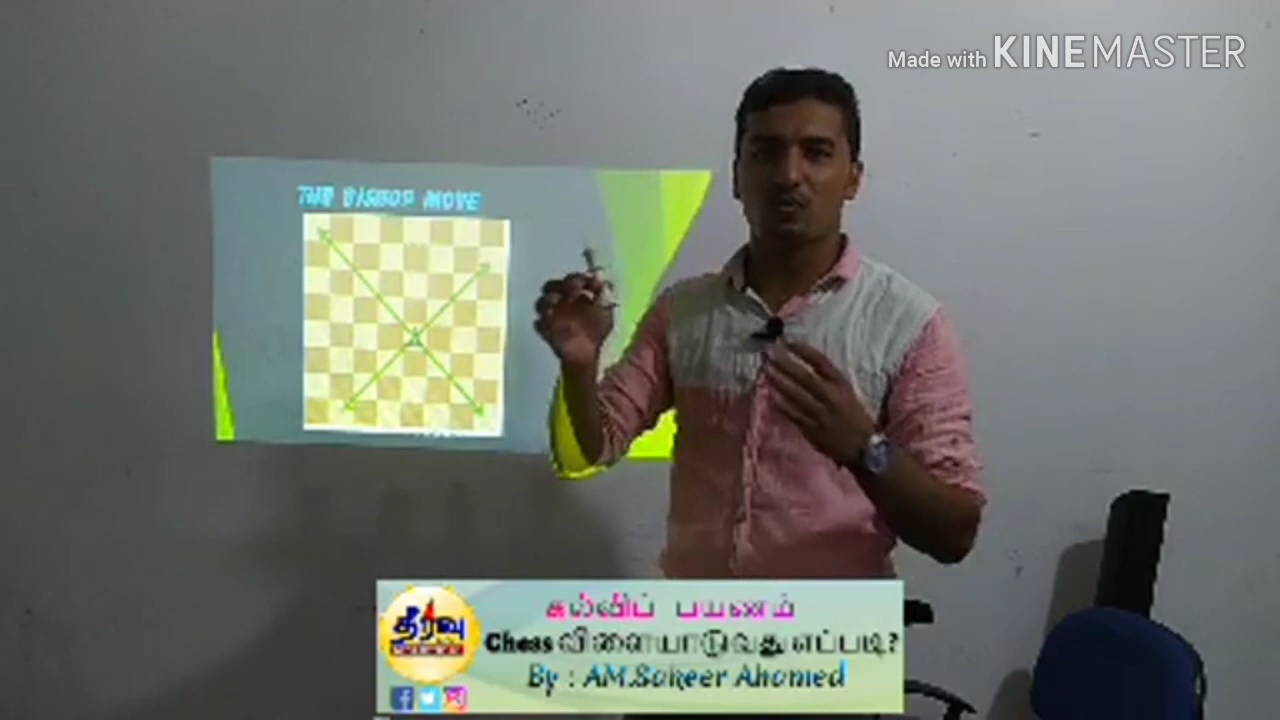 Made with KINEMASTER
THE BISHOP MOVE
தீர்வு
கல்விப் பயணம்
Chess விளையாடுவது எப்படி?
By : AM.Sakeer Ahamed